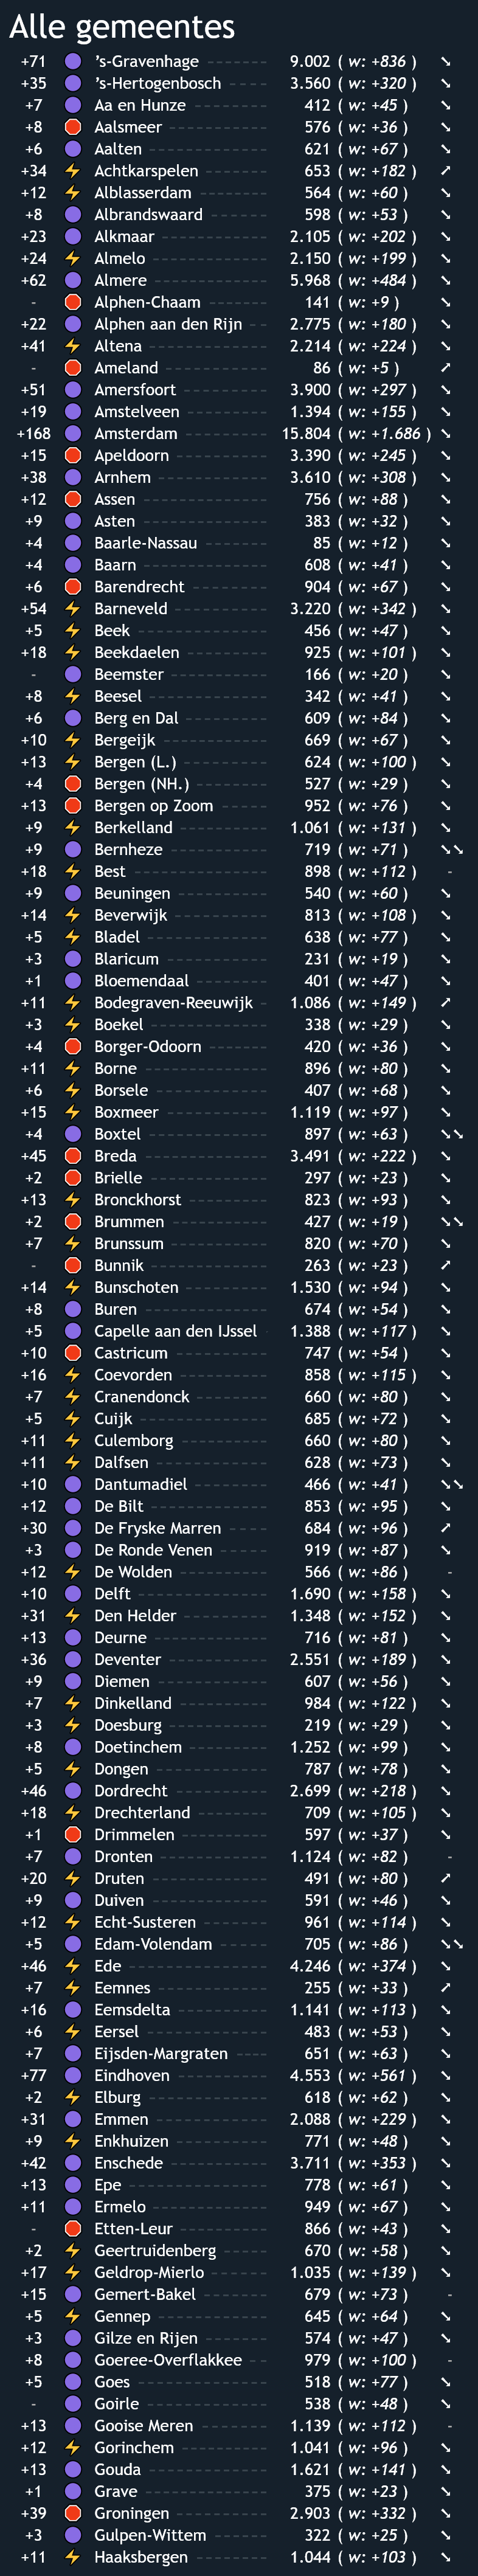 Alle gemeentes
+71 's-Gravenhage 9.002 ( w: +836 )
+35 's-Hertogenbosch 3.560 ( w: +320 )
+7 Aa en Hunze 412 ( w: +45 )
+8 Aalsmeer 576 ( w: +36 )
+6 Aalten 621 ( w: +67 )
+34 Achtkarspelen 653 ( w: +182 )
+12 Alblasserdam 564 ( w: +60 )
+8 Albrandswaard 598 ( w: +53 )
+23 Alkmaar 2.105 ( w: +202 )
+24 Almelo 2.150 ( w: +199 )
+62 Almere 5.968 ( w: +484 )
- Alphen-Chaam 141 ( w: +9 )
+22 Alphen aan den Rijn 2.775 ( w: +180 )
+41 Altena 2.214 ( w: +224 )
- Ameland 86 ( w: +5 )
+51 Amersfoort 3.900 ( w: +297 )
+19 Amstelveen 1.394 ( w: +155 )
+168 Amsterdam 15.804 ( w: +1.686 )
+15 Apeldoorn 3.390 ( w: +245 )
+38 Arnhem 3.610 ( w: +308 )
+12 Assen 756 ( w: +88 )
+9 Asten 383 ( w: +32 )
+4 Baarle-Nassau 85 ( w: +12 )
+4 Baarn 608 ( w: +41 )
+6 Barendrecht 904 ( w: +67 )
+54 Barneveld 3.220 ( w: +342 )
+5 Beek 456 ( w: +47 )
+18 Beekdaelen 925 ( w: +101 )
- Beemster 166 ( w: +20 )
+8 Beesel 342 ( w: +41 )
+6 Berg en Dal 609 ( w: +84 )
+10 Bergeijk 669 ( w: +67 )
+13 Bergen (L.) 624 ( w: +100 )
+4 Bergen (NH.) 527 ( w: +29 )
+13 Bergen op Zoom 952 ( w: +76 )
+9 Berkelland 1.061 ( w: +131 )
+9 Bernheze 719 ( w: +71 )
+18 Best 898 ( w: +112 ) -
+9 Beuningen 540 ( w: +60 )
+14 Beverwijk 813 ( w: +108 )
+5 Bladel 638 ( w: +77 )
+3 Blaricum 231 ( w: +19 )
+1 Bloemendaal 401 ( w: +47 )
+11 Bodegraven-Reeuwijk 1.086 ( w: +149 )
+3 Boekel 338 ( w: +29 )
+4 Borger-Odoorn 420 ( w: +36 )
+11 Borne 896 ( w: +80 )
+6 Borsele 407 ( w: +68 )
+15 Boxmeer 1.119 ( w: +97 )
+4 Boxtel 897 ( w: +63 )
+45 Breda 3.491 ( w: +222 )
+2 Brielle 297 ( w: +23 )
+13 Bronckhorst 823 ( w: +93 )
+2 Brummen 427 ( w: +19 )
+7 Brunssum 820 ( w: +70 )
- Bunnik 263 ( w: +23 )
+14 Bunschoten 1.530 ( w: +94 )
+8 Buren 674 ( w: +54 )
+5 Capelle aan den IJssel 1.388 ( w: +117 )
+10 Castricum 747 ( w: +54 )
+16 Coevorden 858 ( w: +115 )
+7 Cranendonck 660 ( w: +80 )
+5 Cuijk 685 ( w: +72 )
+11 Culemborg 660 ( w: +80 )
+11 Dalfsen 628 ( w: +73 )
+10 Dantumadiel 466 ( w: +41 )
+12 De Bilt 853 ( w: +95 )
+30 De Fryske Marren 684 ( w: +96 )
+3 De Ronde Venen 919 ( w: +87 )
+12 De Wolden 566 ( w: +86 ) -
+10 Delft 1.690 ( w: +158 )
+31 Den Helder 1.348 ( w: +152 )
+13 Deurne 716 ( w: +81 )
+36 Deventer 2.551 ( w: +189 )
+9 Diemen 607 ( w: +56 )
+7 Dinkelland 984 ( w: +122 )
+3 Doesburg 219 ( w: +29 )
+8 Doetinchem 1.252 ( w: +99 )
+5 Dongen 787 ( w: +78 )
+46 Dordrecht 2.699 ( w: +218 )
+18 Drechterland 709 ( w: +105 )
+1 Drimmelen 597 ( w: +37 )
+7 Dronten 1.124 ( w: +82 ) -
+20 Druten 491 ( w: +80 )
+9 Duiven 591 ( w: +46 )
+12 Echt-Susteren 961 ( w: +114 )
+5 Edam-Volendam 705 ( w: +86 )
+46 Ede 4.246 ( w: +374 )
+7 Eemnes 255 ( w: +33 )
+16 Eemsdelta 1.141 ( w: +113 )
+6 Eersel 483 ( w: +53 )
+7 Eijsden-Margraten 651 ( w: +63 )
+77 Eindhoven 4.553 ( w: +561 )
+2 Elburg 618 ( w: +62 )
+31 Emmen 2.088 ( w: +229 )
+9 Enkhuizen 771 ( w: +48 )
+42 Enschede 3.711 ( w: +353 )
+13 Epe 778 ( w: +61 )
+11 Ermelo 949 ( w: +67 )
- Etten-Leur 866 ( w: +43 )
+2 Geertruidenberg 670 ( w: +58 )
+17 Geldrop-Mierlo 1.035 ( w: +139 )
+15 Gemert-Bakel 679 ( w: +73 ) -
+5 Gennep 645 ( w: +64 )
+3 Gilze en Rijen 574 ( w: +47 )
+8 Goeree-Overflakkee 979 ( w: +100 ) -
+5 Goes 518 ( w: +77 )
- Goirle 538 ( w: +48 )
+13 Gooise Meren 1.139 ( w: +112 ) -
+12 Gorinchem 1.041 ( w: +96 )
+13 Gouda 1.621 ( w: +141 )
+1 Grave 375 ( w: +23 )
+39 Groningen 2.903 ( w: +332 )
+3 Gulpen-Wittem 322 ( w: +25 )
+11 Haaksbergen 1.044 ( w: +103 )